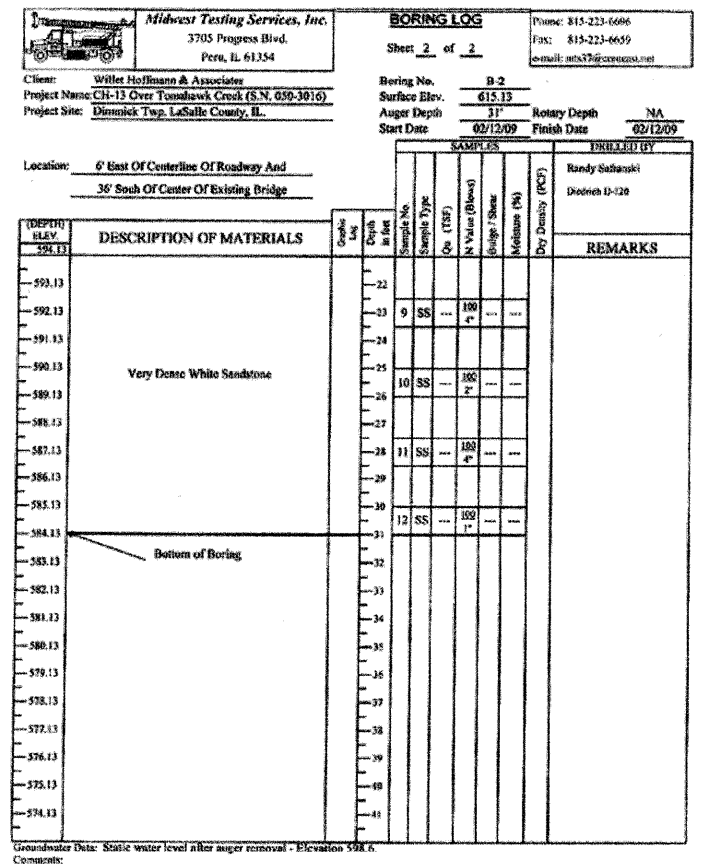 Midwest Testing Services, Inc.
3705 Progress Blvd.
Peru, IL 61354
BORING LOG
Sheet 2 of 2
Phone: 815-223-6696
Fax: 815-223-6659
e-mail:
Client: Willet Hoffmann & Associates
Project Name: CH-13 Over Tomahawk Creek (S.N. 050-3016)
Project Site: Dimmick Twp. LaSalle County, IL.
Boring No. B-2
Surface Elev. 615.13
Auger Depth 31' Rotary Depth NA
Start Date 02/12/09 Finish Date 02/12/09
SAMPLES DRILLED BY
Location: 6' East Of Centerline Of Roadway And
36' Souh Of Center Of Existing Bridge
Randy
Diedrich D-120
(DEPTH)
ELEV.
594.13
DESCRIPTION OF MATERIALS
Graphic Log
Depth in feet
Sample No.
Sample Type
Qu (TSF)
N Value (Blows)
Bulge / Shear
Moisture (%)
Dry Density (PCF)
REMARKS
593.13 22
592.13 23 9 SS --- 100 4" --- ---
591.13 24
590.13 25
Very Dense White Sandstone
589.13 26 10 SS --- 100 2" --- ---
588.13 27
587.13 28 11 SS --- 100 4" --- ---
586.13 29
585.13 30
12 SS --- 100 1" --- ---
584.13 31
Bottom of Boring
583.13 32
582.13 33
581.13 34
580.13 35
579.13 36
578.13 37
577.13 38
576.13 39
575.13 40
574.13 41
Groundwater Data: Static water level after auger removal - Elevation 598.6.
Comments: